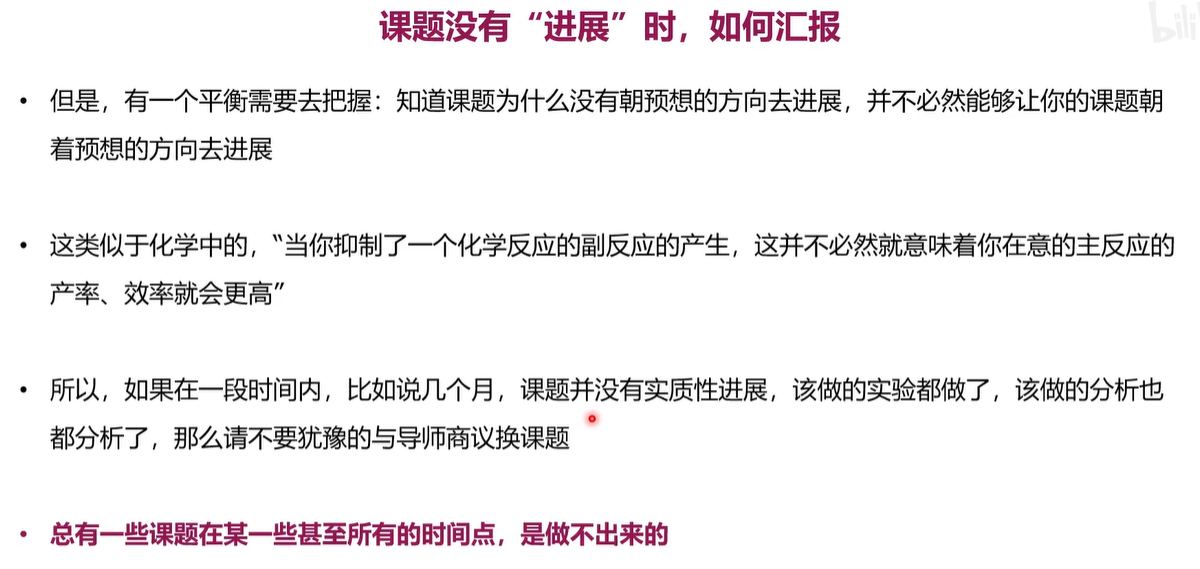 课题没有“进展”时，如何汇报
bili
• 但是，有一个平衡需要去把握：知道课题为什么没有朝预想的方向去进展，并不必然能够让你的课题朝
着预想的方向去进展
• 这类似于化学中的，“当你抑制了一个化学反应的副反应的产生，这并不必然就意味着你在意的主反应的
产率、效率就会更高”
• 所以，如果在一段时间内，比如说几个月，课题并没有实质性进展，该做的实验都做了，该做的分析也
都分析了，那么请不要犹豫的与导师商议换课题
• 总有一些课题在某一些甚至所有的时间点，是做不出来的